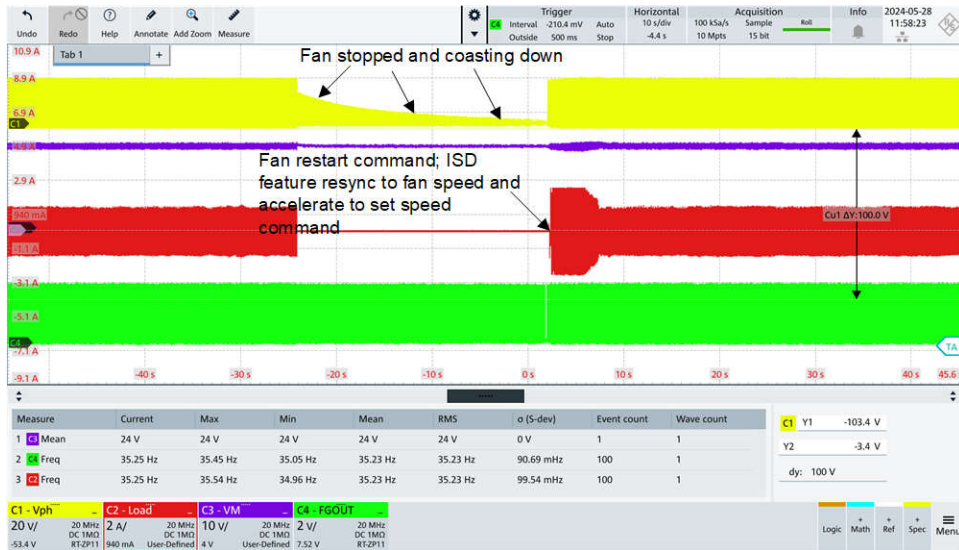 Trigger Horizontal Acquisition Info 2024-05-28
C4 Interval -210.4 mV Auto 10 s/div 100 kSa/s Sample Roll 11:58:23
Outside 500 ms Stop -4.4 s 10 Mpts 15 bit
Undo Redo Help Annotate Add Zoom Measure
10.9 A Tab 1 +
Fan stopped and coasting down
8.9 A
6.9 A
C1
4.9 A
Fan restart command; ISD
feature resync to fan speed and
accelerate to set speed
command
2.9 A
940 mA
Cu1 ΔY:100.0 V
-1.1 A
-3.1 A
-5.1 A
C4
-7.1 A
TA
-9.1 A -40 s -30 s -20 s -10 s 0 s 10 s 20 s 30 s 40 s 45.6
Measure Current Max Min Mean RMS σ (S-dev) Event count Wave count
1 C3 Mean 24 V 24 V 24 V 24 V 24 V 0 V 1 1
2 C4 Freq 35.25 Hz 35.45 Hz 35.05 Hz 35.23 Hz 35.23 Hz 90.69 mHz 100 1
3 C2 Freq 35.25 Hz 35.54 Hz 34.96 Hz 35.23 Hz 35.23 Hz 99.54 mHz 100 1
C1 Y1 -103.4 V
Y2 -3.4 V
dy: 100 V
C1 - Vph C2 - Load C3 - VM C4 - FGOUT
20 V/ 20 MHz 2 A/ 20 MHz 10 V/ 20 MHz 2 V/ 20 MHz
DC 1MΩ DC 1MΩ DC 1MΩ DC 1MΩ
-53.4 V RT-ZP11 940 mA User-Defined 4 V User-Defined 7.52 V RT-ZP11
Logic + Math + Ref + Spec Menu